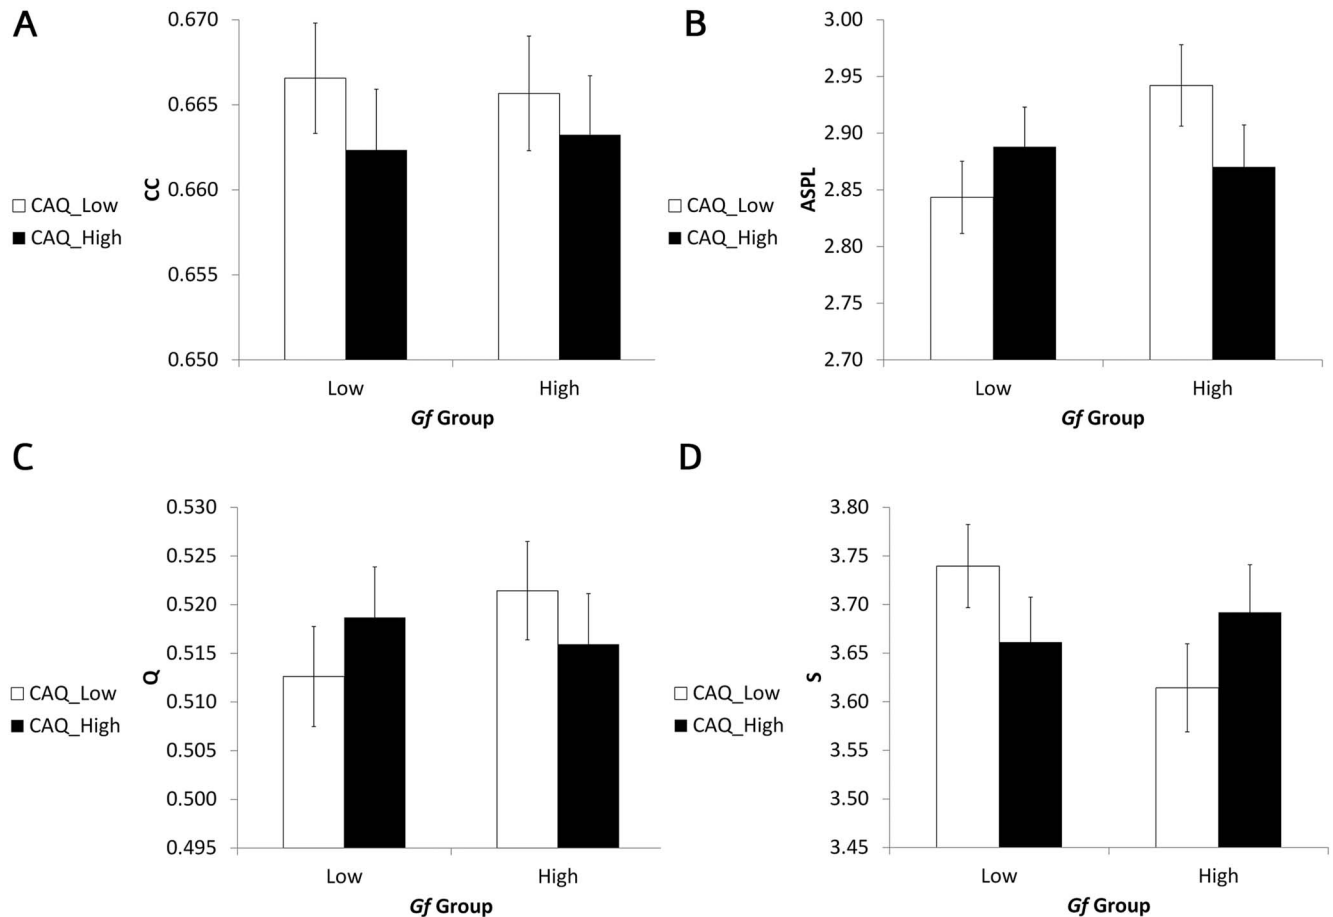 A
0.670
0.665
0.660
0.655
0.650
CC
CAQ_Low
CAQ_High
Low
High
Gf Group
B
3.00
2.95
2.90
2.85
2.80
2.75
2.70
ASPL
CAQ_Low
CAQ_High
Low
High
Gf Group
C
0.530
0.525
0.520
0.515
0.510
0.505
0.500
0.495
Q
CAQ_Low
CAQ_High
Low
High
Gf Group
D
3.80
3.75
3.70
3.65
3.60
3.55
3.50
3.45
S
CAQ_Low
CAQ_High
Low
High
Gf Group